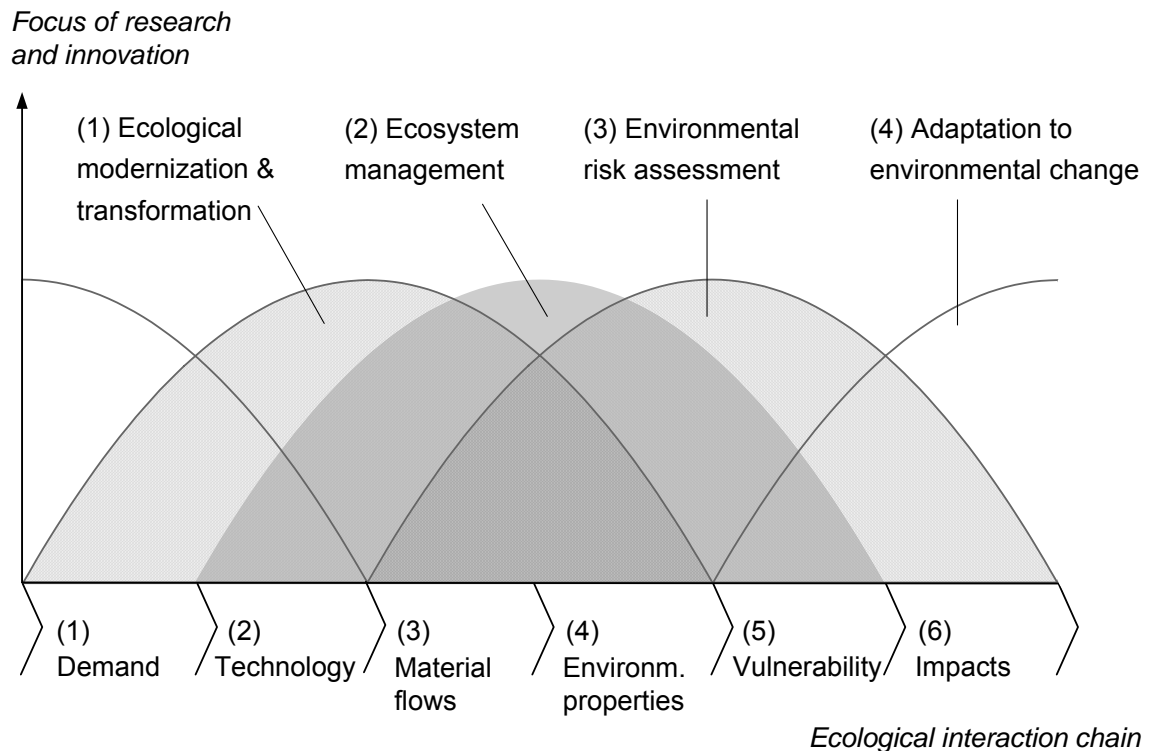 Focus of research
and innovation
(1) Ecological
modernization &
transformation
(2) Ecosystem
management
(3) Environmental
risk assessment
(4) Adaptation to
environmental change
(1)
Demand
(2)
Technology
(3)
Material
flows
(4)
Environm.
properties
(5)
Vulnerability
(6)
Impacts
Ecological interaction chain